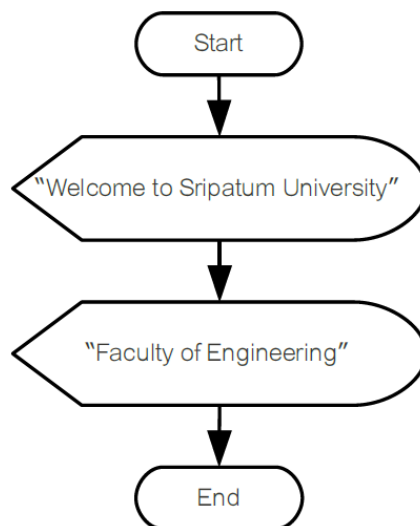 Start
"Welcome to Sripatum University"
"Faculty of Engineering"
End